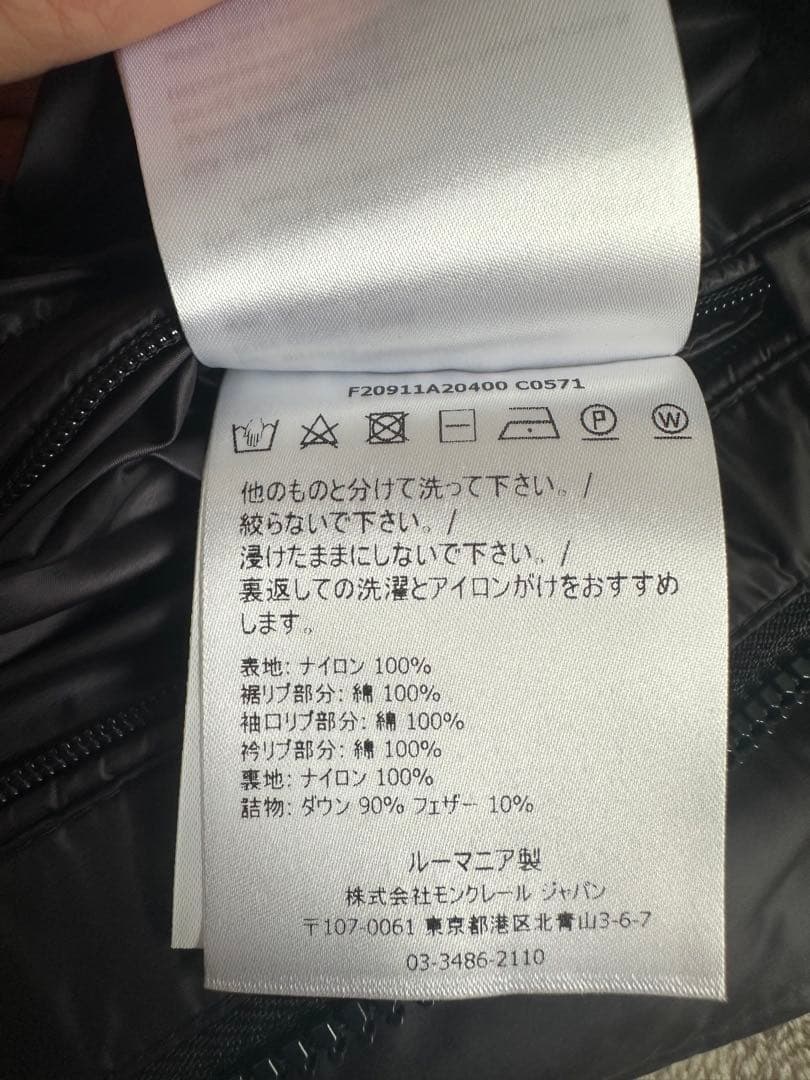 F20911A20400 C0571
P W
他のものと分けて洗って下さい。/
絞らないで下さい。/
浸けたままにしないで下さい。/
裏返しての洗濯とアイロンがけをおすすめ
します。
表地: ナイロン 100%
裾リブ部分: 綿 100%
袖口リブ部分: 綿 100%
衿リブ部分: 綿 100%
裏地: ナイロン 100%
詰物: ダウン 90% フェザー 10%
ルーマニア製
株式会社モンクレール ジャパン
〒107-0061 東京都港区北青山3-6-7
03-3486-2110